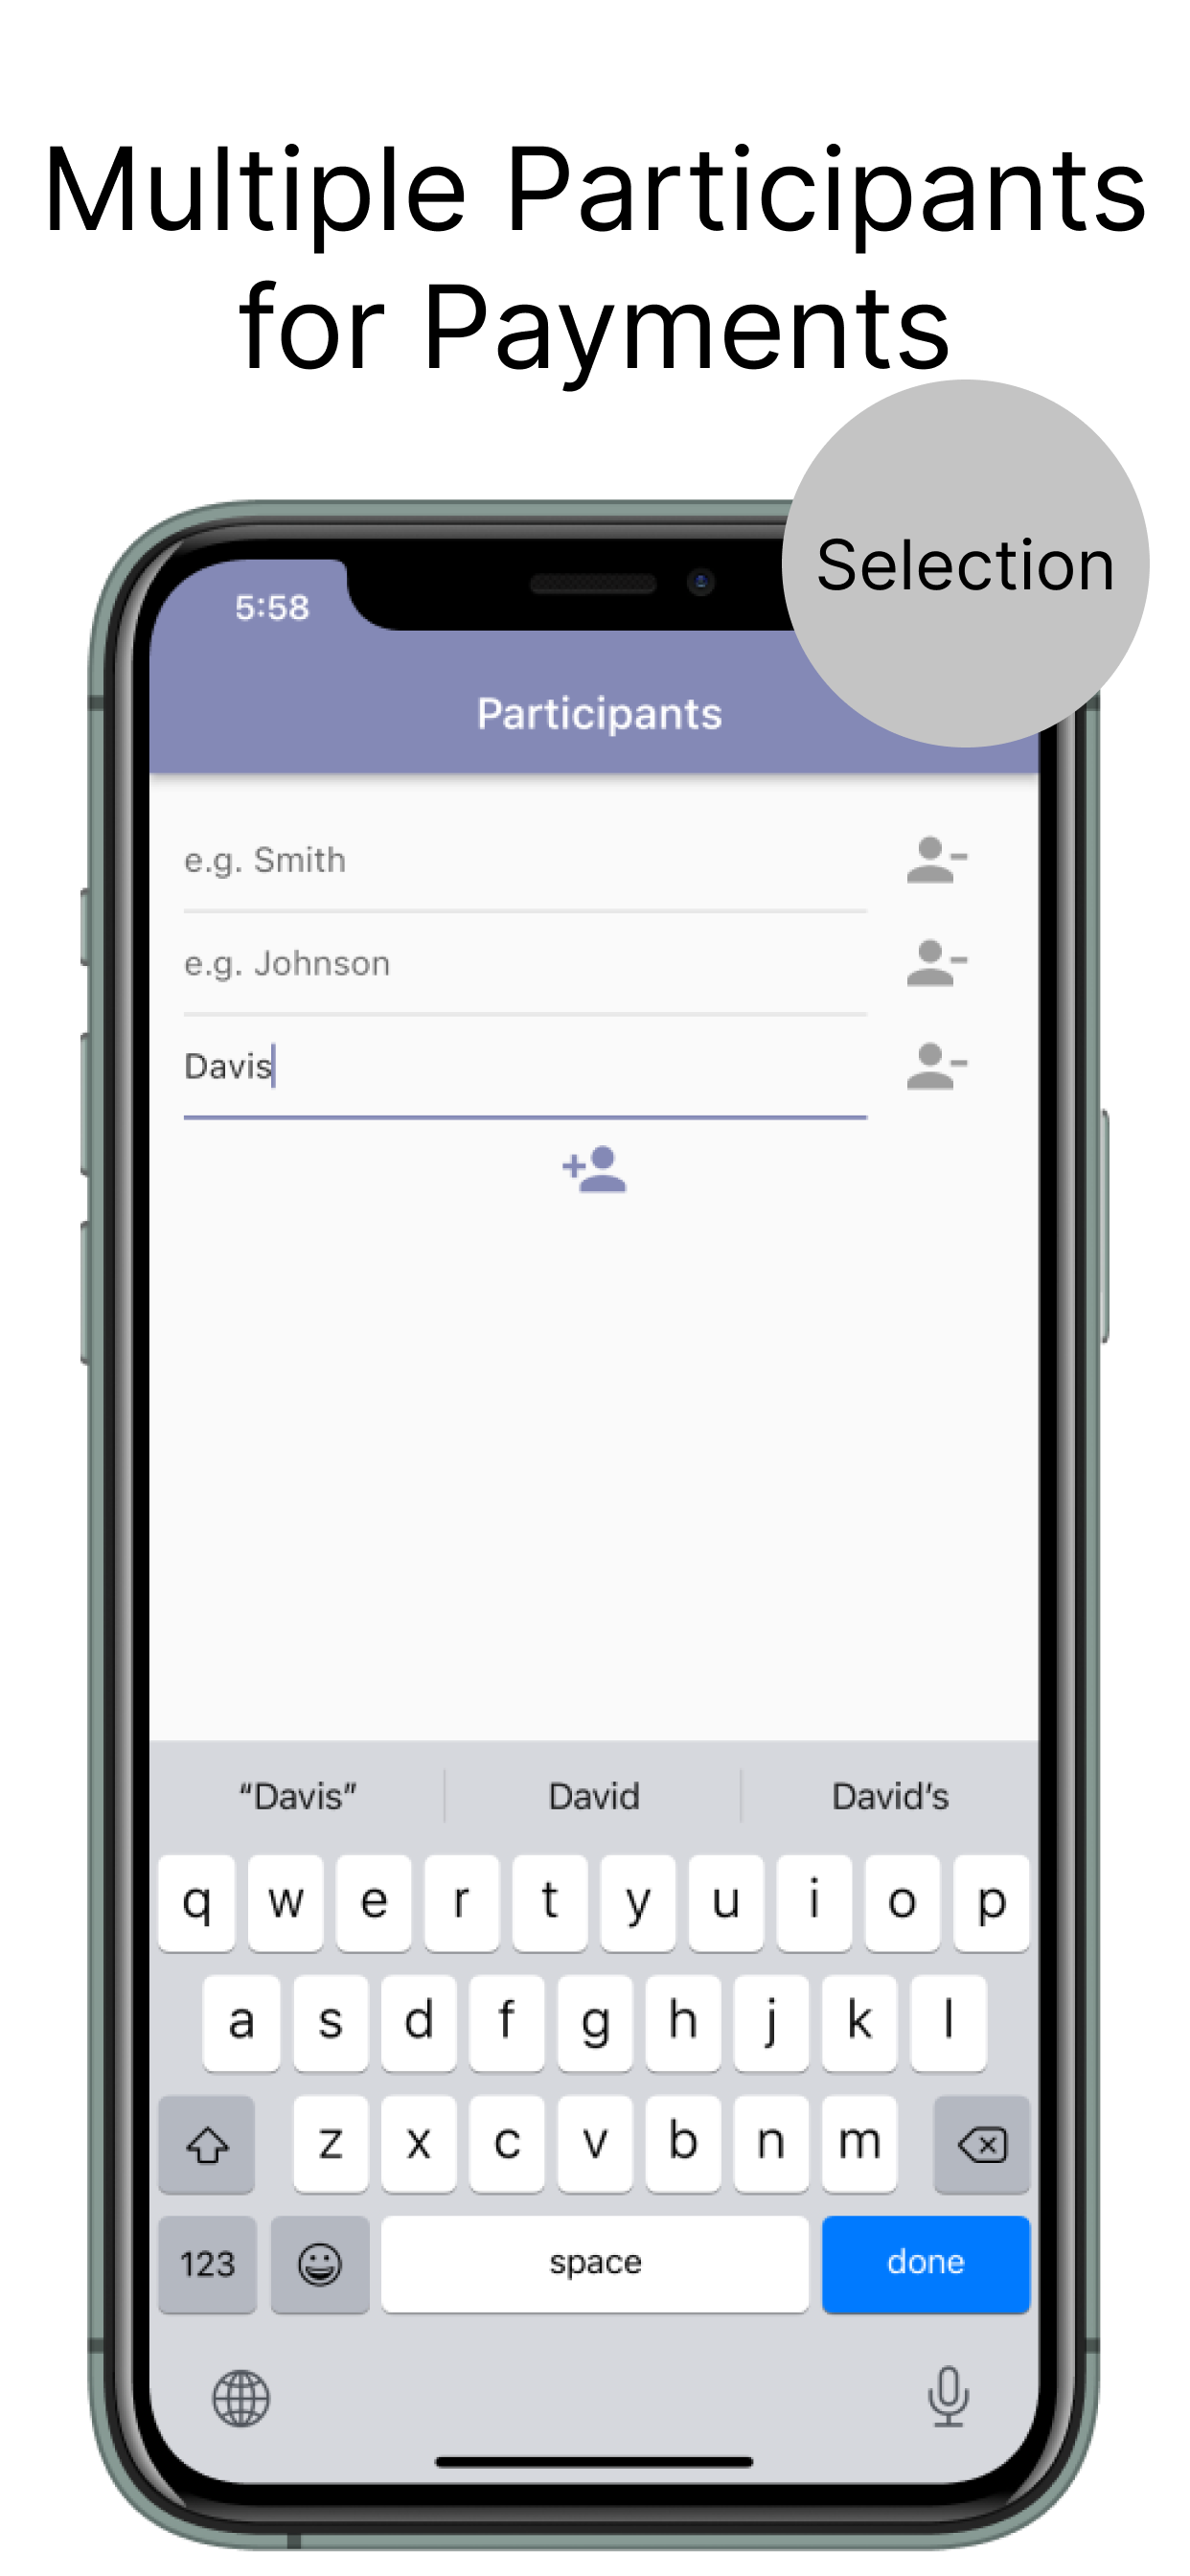 Multiple Participants
for Payments
Selection
5:58
Participants
e.g. Smith
e.g. Johnson
Davis
“Davis” David David’s
q w e r t y u i o p
a s d f g h j k l
z x c v b n m
123 space done